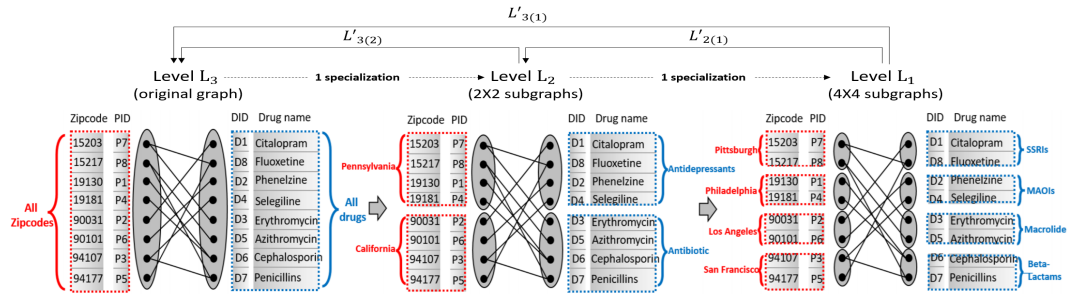 L'3(1)
L'3(2)
L'2(1)
Level L3
(original graph)
1 specialization
Level L2
(2X2 subgraphs)
1 specialization
Level L1
(4X4 subgraphs)
Zipcode PID
15203 P7
15217 P8
19130 P1
19181 P4
90031 P2
90101 P6
94107 P3
94177 P5
All
Zipcodes
DID Drug name
D1 Citalopram
D8 Fluoxetine
D2 Phenelzine
D4 Selegiline
D3 Erythromycin
D5 Azithromycin
D6 Cephalosporin
D7 Penicillins
All
drugs
Zipcode PID
15203 P7
15217 P8
19130 P1
19181 P4
90031 P2
90101 P6
94107 P3
94177 P5
Pennsylvania
California
DID Drug name
D1 Citalopram
D8 Fluoxetine
D2 Phenelzine
D4 Selegiline
D3 Erythromycin
D5 Azithromycin
D6 Cephalosporin
D7 Penicillins
Antidepressants
Antibiotic
Zipcode PID
15203 P7
15217 P8
19130 P1
19181 P4
90031 P2
90101 P6
94107 P3
94177 P5
Pittsburgh
Philadelphia
Los Angeles
San Francisco
DID Drug name
D1 Citalopram
D8 Fluoxetine
D2 Phenelzine
D4 Selegiline
D3 Erythromycin
D5 Azithromycin
D6 Cephalosporin
D7 Penicillins
SSRIs
MAOIs
Macrolide
Beta-
Lactams